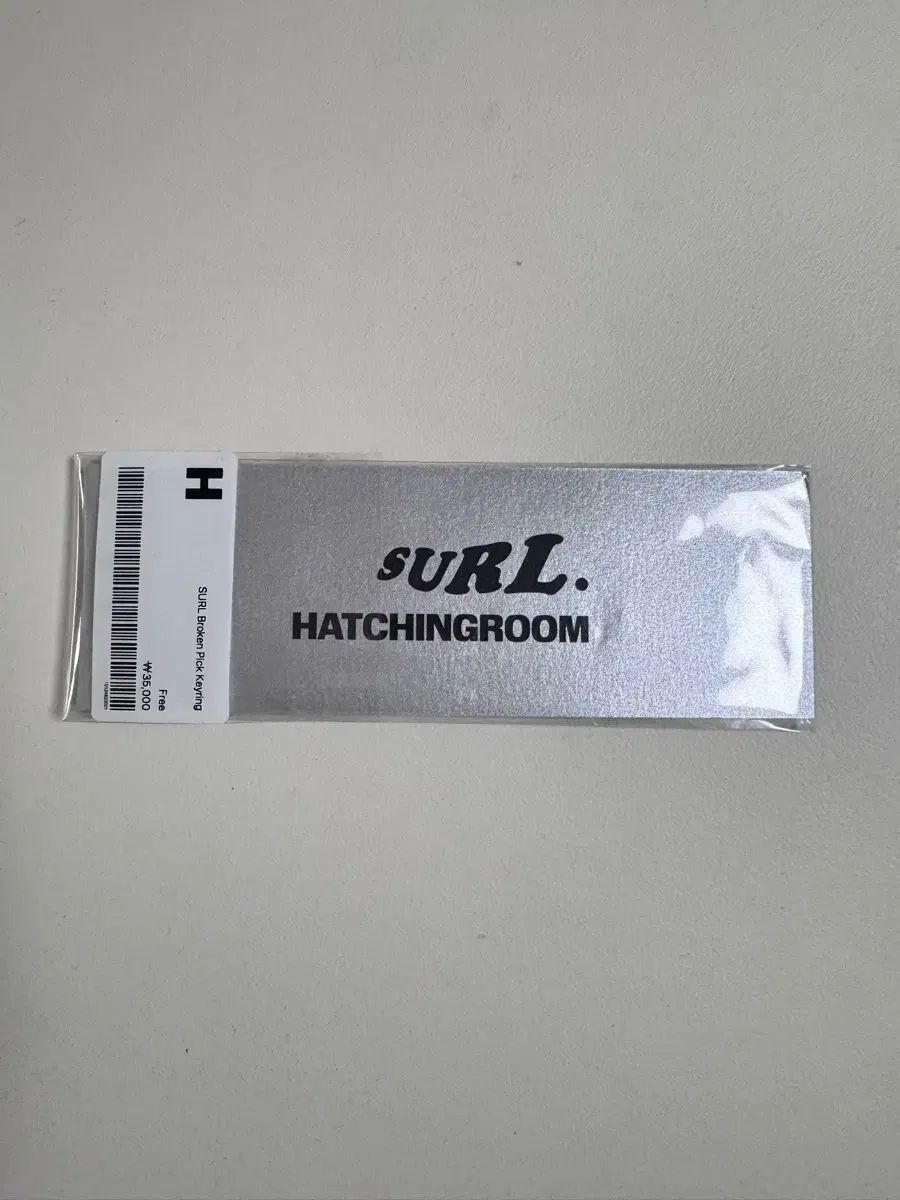 SURL.
HATCHINGROOM
H
SURL Broken Pick Keyring
Free
₩35,000